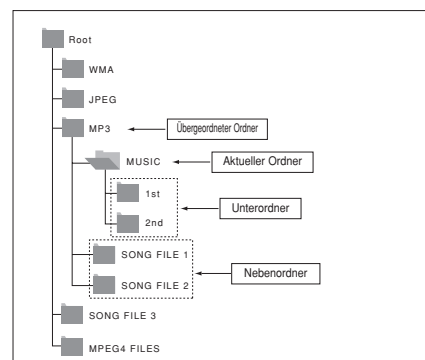 Root
WMA
JPEG
MP3 Übergeordneter Ordner
MUSIC Aktueller Ordner
1st
Unterordner
2nd
SONG FILE 1
Nebenordner
SONG FILE 2
SONG FILE 3
MPEG4 FILES